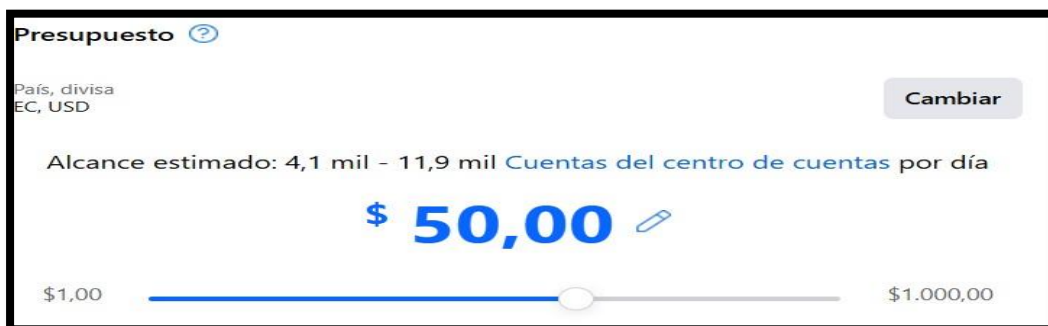 Presupuesto ?
País, divisa
EC, USD
Cambiar
Alcance estimado: 4,1 mil - 11,9 mil Cuentas del centro de cuentas por día
$ 50,00
$1,00
$1.000,00